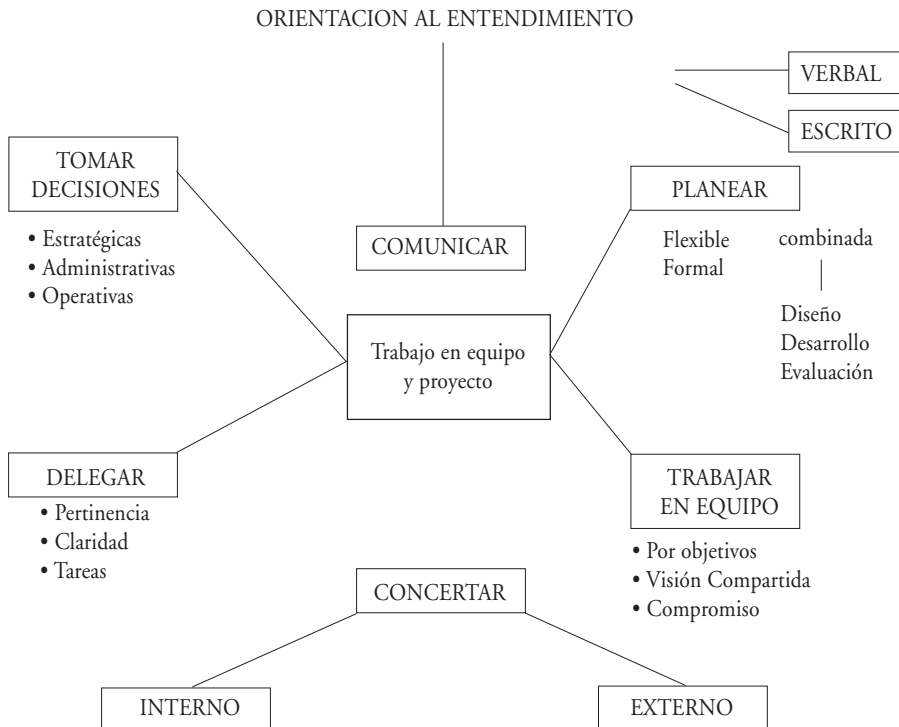 ORIENTACION AL ENTENDIMIENTO
VERBAL
ESCRITO
TOMAR
DECISIONES
• Estratégicas
• Administrativas
• Operativas
COMUNICAR
PLANEAR
Flexible
Formal
combinada
Diseño
Desarrollo
Evaluación
Trabajo en equipo
y proyecto
DELEGAR
• Pertinencia
• Claridad
• Tareas
TRABAJAR
EN EQUIPO
• Por objetivos
• Visión Compartida
• Compromiso
CONCERTAR
INTERNO
EXTERNO